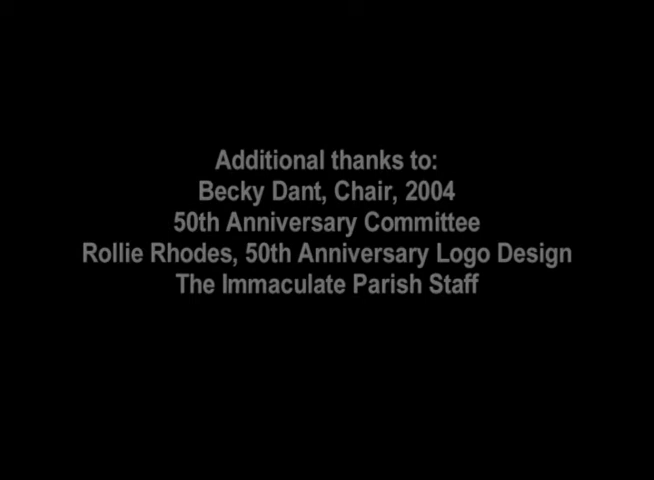 Additional thanks to:
Becky Dant, Chair, 2004
50th Anniversary Committee
Rollie Rhodes, 50th Anniversary Logo Design
The Immaculate Parish Staff